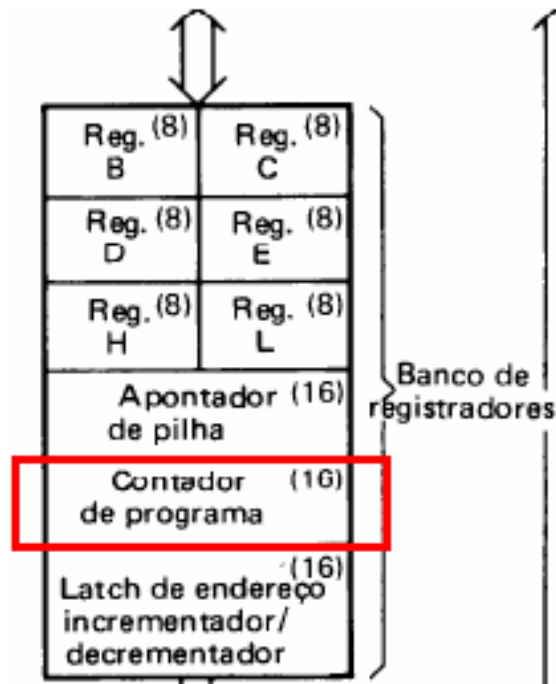 Reg. (8) Reg. (8)
B C
Reg. (8) Reg. (8)
D E
Reg. (8) Reg. (8)
H L
Apontador (16)
de pilha
Banco de
registradores
Contador (16)
de programa
(16)
Latch de endereço
incrementador/
decrementador